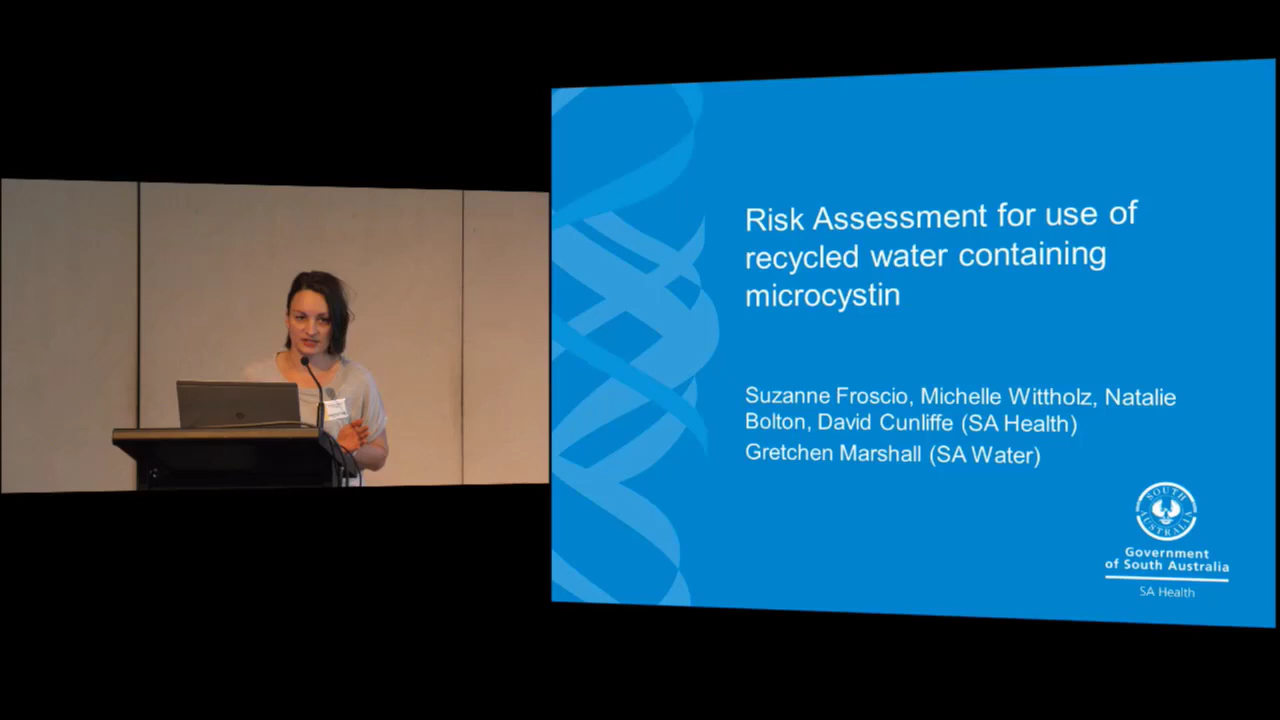 Risk Assessment for use of
recycled water containing
microcystin
Suzanne Froscio, Michelle Wittholz, Natalie
Bolton, David Cunliffe (SA Health)
Gretchen Marshall (SA Water)
SOUTH
AUSTRALIA
Government
of South Australia
SA Health